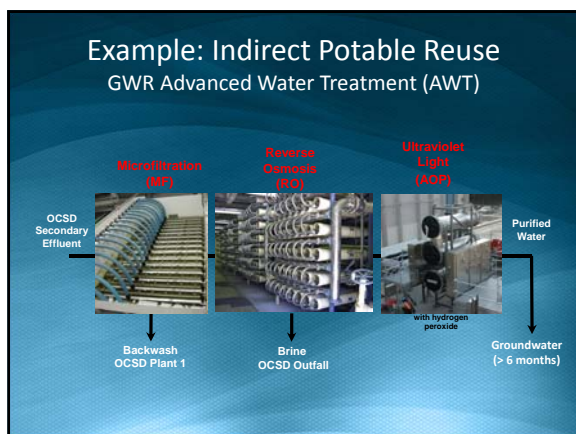 Example: Indirect Potable Reuse
GWR Advanced Water Treatment (AWT)
Microfiltration
(MF)
Reverse
Osmosis
(RO)
Ultraviolet
Light
(AOP)
OCSD
Secondary
Effluent
Purified
Water
with hydrogen
peroxide
Backwash
OCSD Plant 1
Brine
OCSD Outfall
Groundwater
(> 6 months)